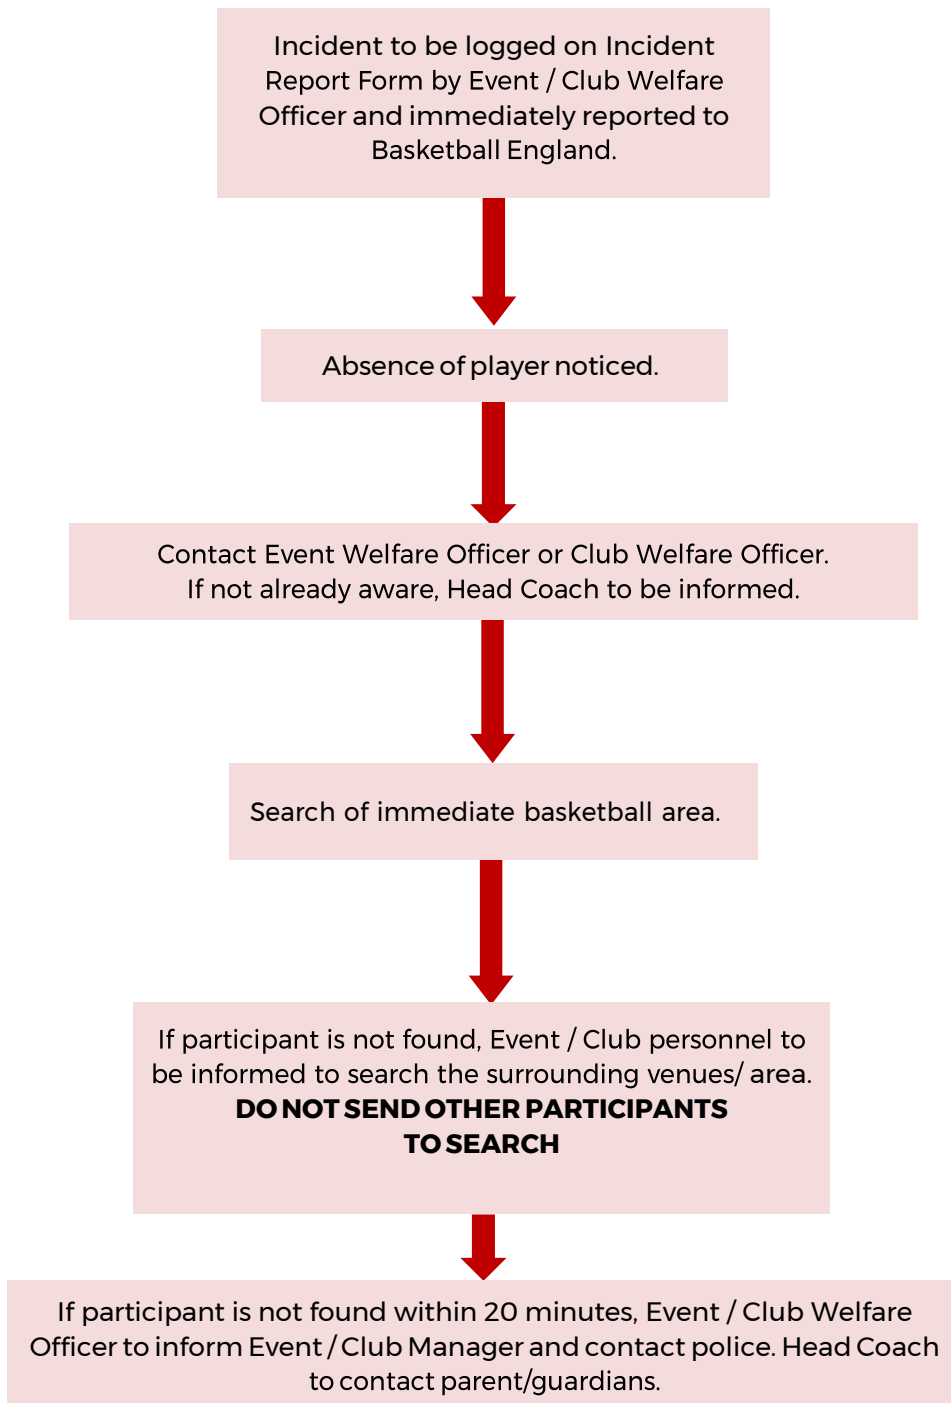 Incident to be logged on Incident
Report Form by Event / Club Welfare
Officer and immediately reported to
Basketball England.
Absence of player noticed.
Contact Event Welfare Officer or Club Welfare Officer.
If not already aware, Head Coach to be informed.
Search of immediate basketball area.
If participant is not found, Event / Club personnel to
be informed to search the surrounding venues/ area.
DO NOT SEND OTHER PARTICIPANTS
TO SEARCH
If participant is not found within 20 minutes, Event / Club Welfare
Officer to inform Event / Club Manager and contact police. Head Coach
to contact parent/guardians.